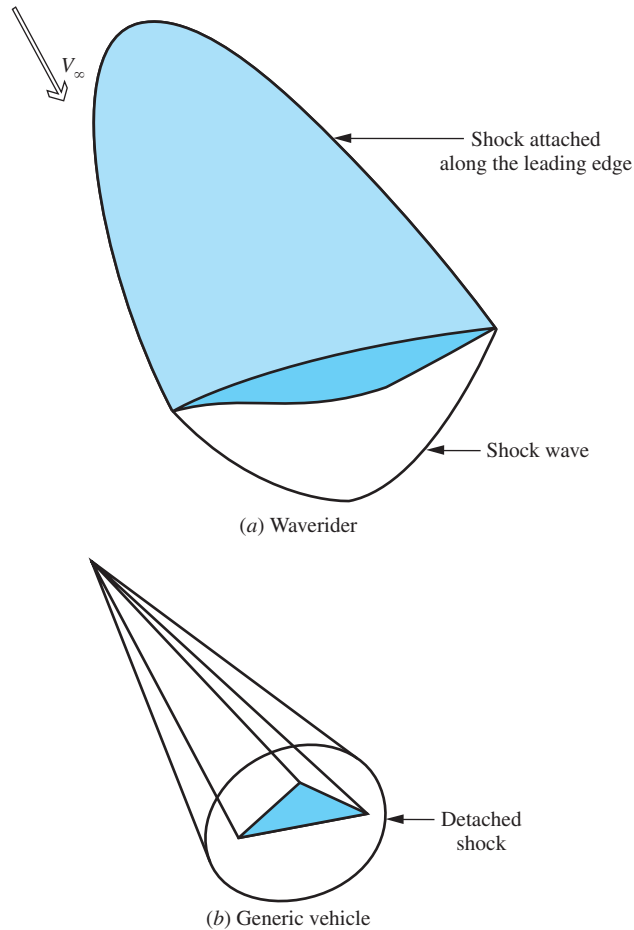 V∞
Shock attached
along the leading edge
Shock wave
(a) Waverider
Detached
shock
(b) Generic vehicle